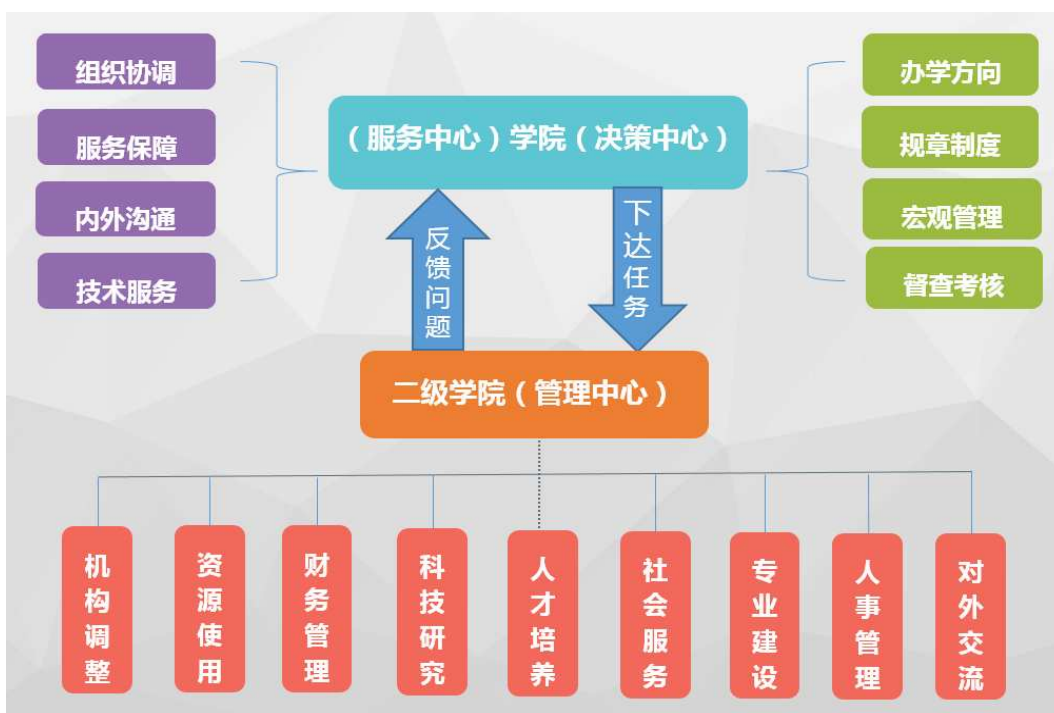 组织协调
服务保障
内外沟通
技术服务
（服务中心）学院（决策中心）
办学方向
规章制度
宏观管理
督查考核
反馈问题
下达任务
二级学院（管理中心）
机构调整
资源使用
财务管理
科技研究
人才培养
社会服务
专业建设
人事管理
对外交流